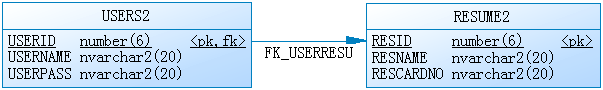 USERS2
USERID number(6) <pk,fk>
USERNAME nvarchar2(20)
USERPASS nvarchar2(20)
FK_USERRESU
RESUME2
RESID number(6) <pk>
RESNAME nvarchar2(20)
RESCARDNO nvarchar2(20)